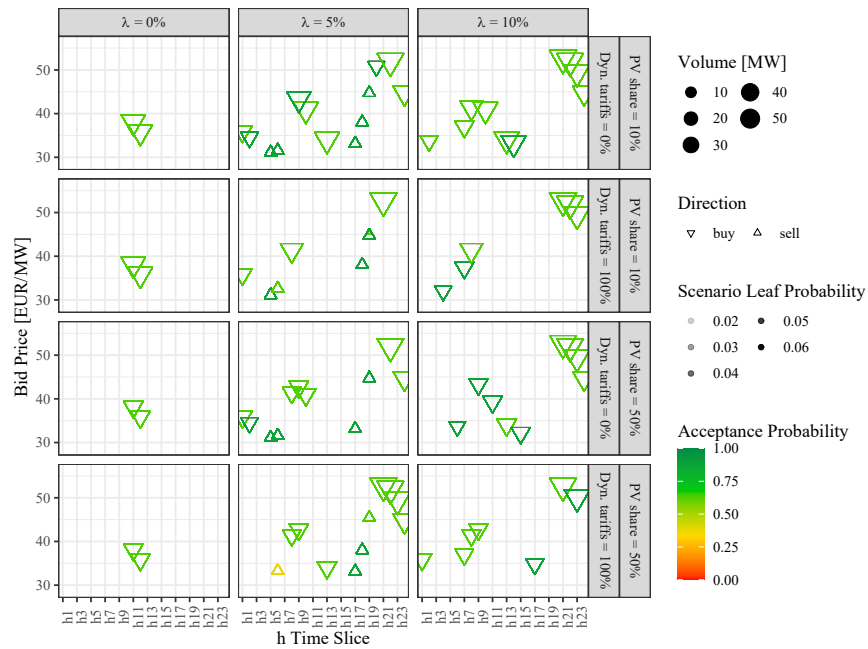 λ = 0%
λ = 5%
λ = 10%
50
40
30
Dyn. tariffs = 0%
PV share = 10%
50
40
30
Dyn. tariffs = 100%
PV share = 10%
50
40
30
Dyn. tariffs = 0%
PV share = 50%
50
40
30
Dyn. tariffs = 100%
PV share = 50%
Bid Price [EUR/MW]
h1 h3 h5 h7 h9 h11 h13 h15 h17 h19 h21 h23
h1 h3 h5 h7 h9 h11 h13 h15 h17 h19 h21 h23
h1 h3 h5 h7 h9 h11 h13 h15 h17 h19 h21 h23
h Time Slice
Volume [MW]
10 40
20 50
30
Direction
buy sell
Scenario Leaf Probability
0.02 0.05
0.03 0.06
0.04
Acceptance Probability
1.00
0.75
0.50
0.25
0.00